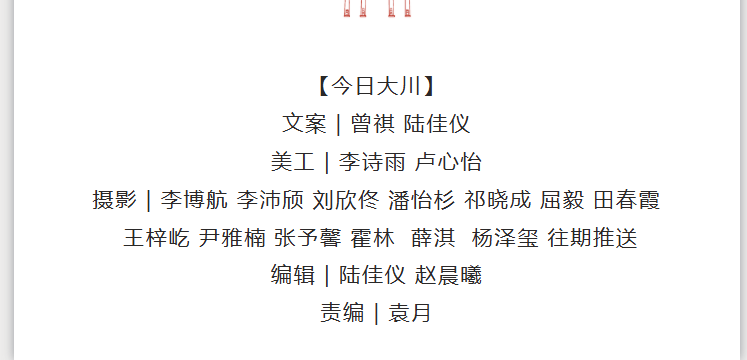 【今日大川】
文案 | 曾祺 陆佳仪
美工 | 李诗雨 卢心怡
摄影 | 李博航 李沛颀 刘欣佟 潘怡杉 祁晓成 屈毅 田春霞
王梓屹 尹雅楠 张予馨 霍林 薛淇 杨泽玺 往期推送
编辑 | 陆佳仪 赵晨曦
责编 | 袁月